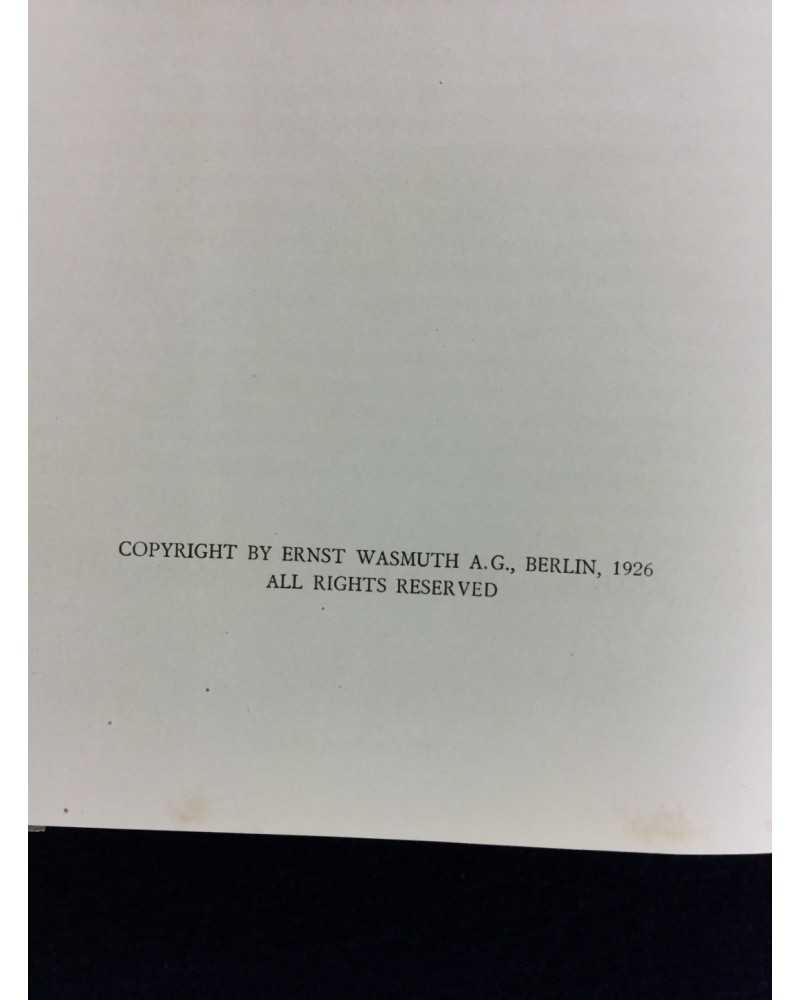 COPYRIGHT BY ERNST WASMUTH A.G., BERLIN, 1926
ALL RIGHTS RESERVED